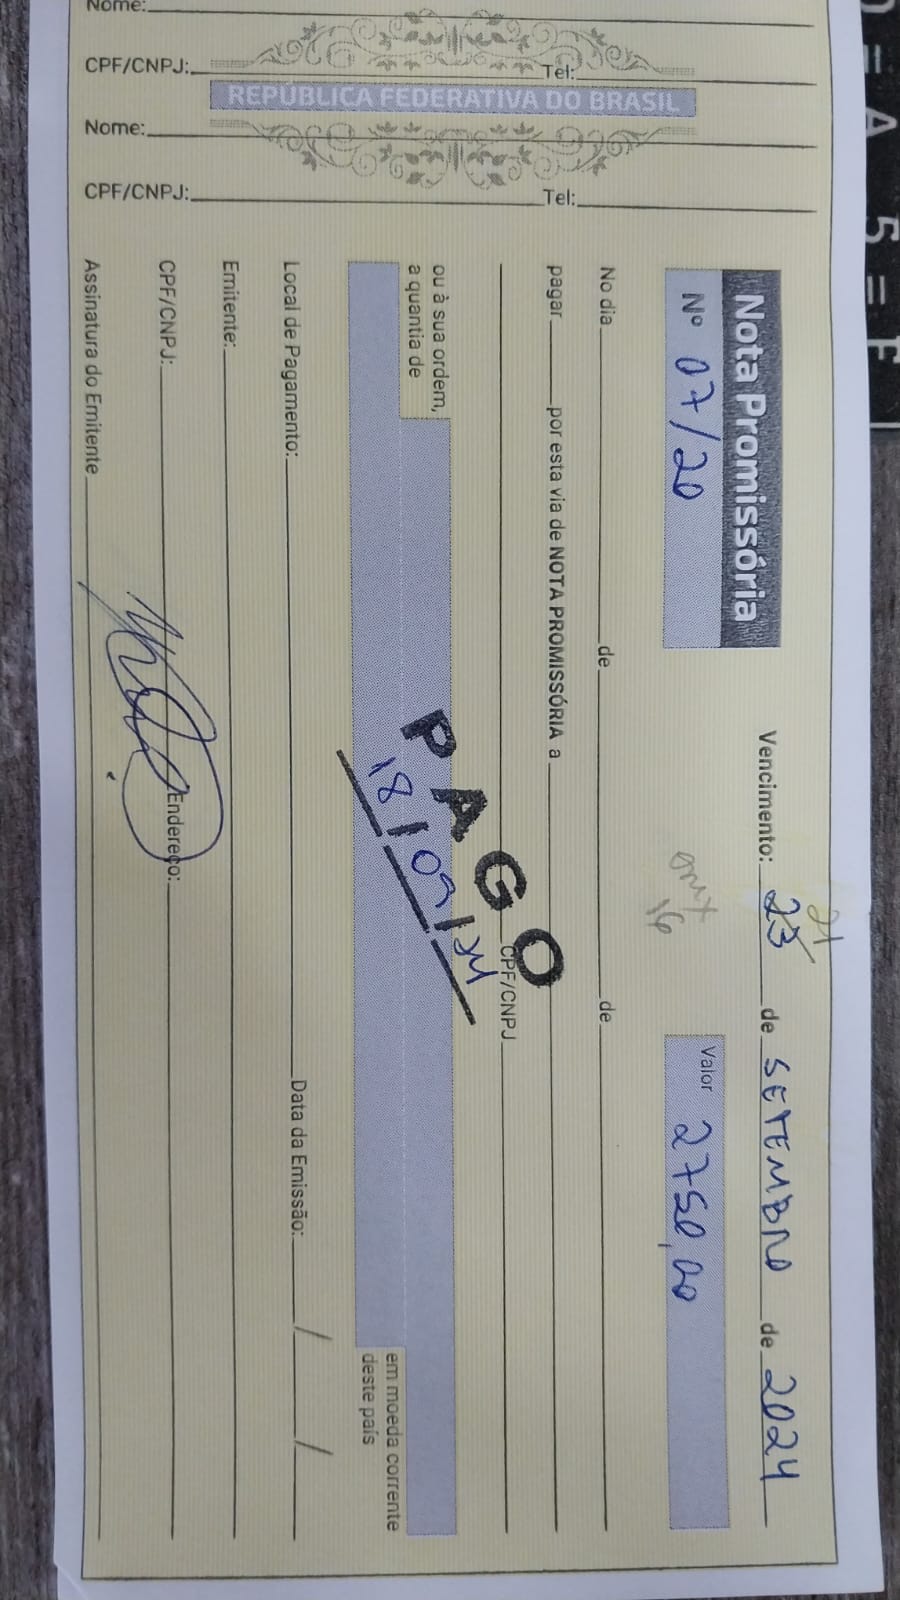 = A 5 = F
21
Vencimento: 23 de SETEMBRO de 2024
Nota Promissória
Nº 07/20
onix
16
Valor 2750,00
No dia de de
pagar por esta via de NOTA PROMISSÓRIA a
CPF/CNPJ
PAGO
18/09/24
ou à sua ordem,
a quantia de
em moeda corrente
deste país
Local de Pagamento: Data da Emissão: / /
Emitente:
CPF/CNPJ: Endereço:
Assinatura do Emitente
REPÚBLICA FEDERATIVA DO BRASIL
Nome:
CPF/CNPJ: Tel:
Nome:
CPF/CNPJ: Tel: